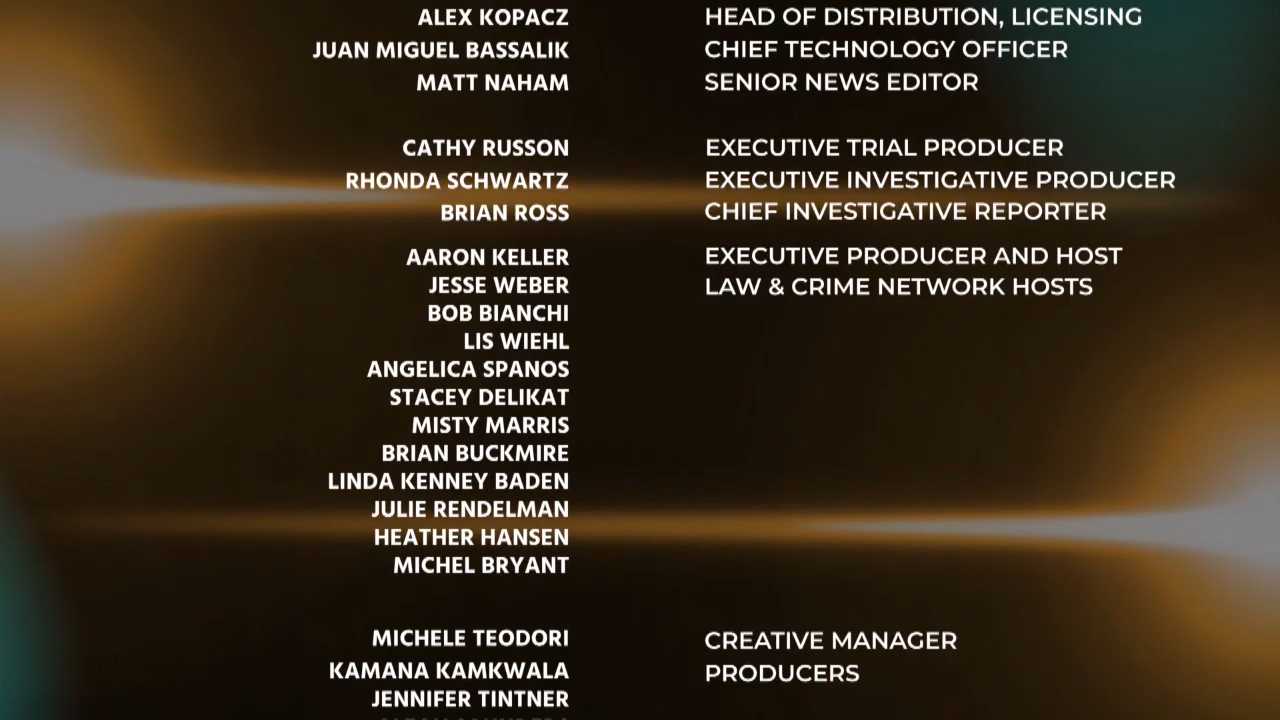 ALEX KOPACZ HEAD OF DISTRIBUTION, LICENSING
JUAN MIGUEL BASSALIK CHIEF TECHNOLOGY OFFICER
MATT NAHAM SENIOR NEWS EDITOR
CATHY RUSSON EXECUTIVE TRIAL PRODUCER
RHONDA SCHWARTZ EXECUTIVE INVESTIGATIVE PRODUCER
BRIAN ROSS CHIEF INVESTIGATIVE REPORTER
AARON KELLER EXECUTIVE PRODUCER AND HOST
JESSE WEBER LAW & CRIME NETWORK HOSTS
BOB BIANCHI
LIS WIEHL
ANGELICA SPANOS
STACEY DELIKAT
MISTY MARRIS
BRIAN BUCKMIRE
LINDA KENNEY BADEN
JULIE RENDELMAN
HEATHER HANSEN
MICHEL BRYANT
MICHELE TEODORI CREATIVE MANAGER
KAMANA KAMKWALA PRODUCERS
JENNIFER TINTNER